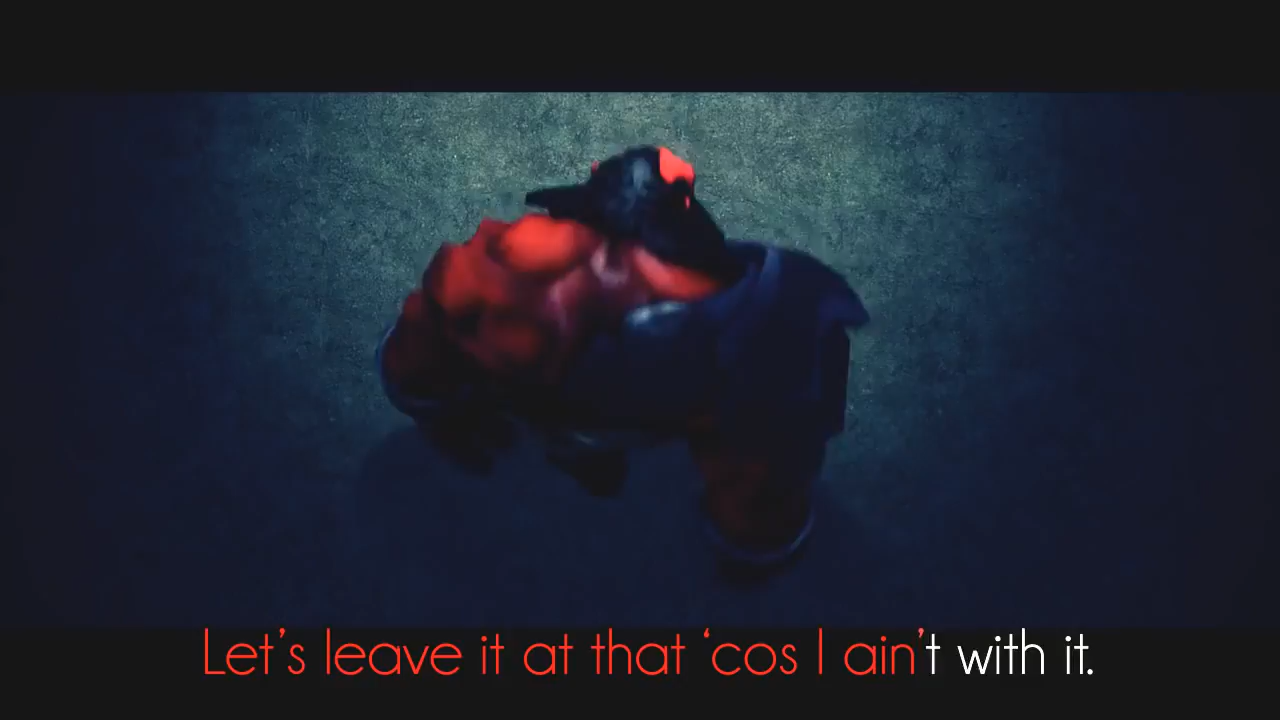 Let’s leave it at that ‘cos I ain’t with it.